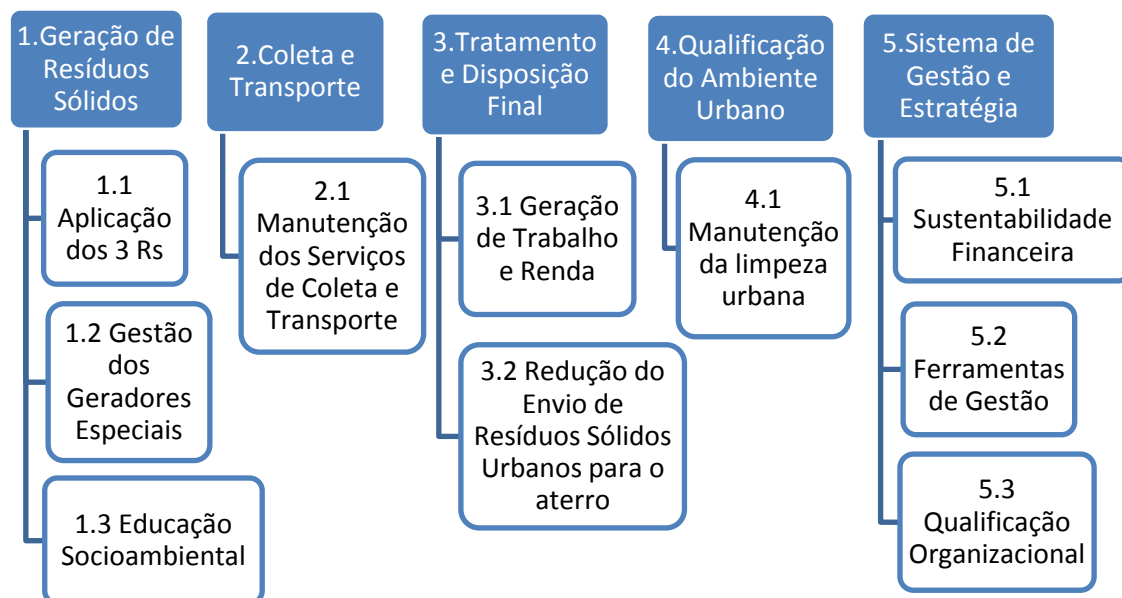 1.Geração de
Resíduos
Sólidos
1.1
Aplicação
dos 3 Rs
1.2 Gestão
dos
Geradores
Especiais
1.3 Educação
Socioambiental
2.Coleta e
Transporte
2.1
Manutenção
dos Serviços
de Coleta e
Transporte
3.Tratamento
e Disposição
Final
3.1 Geração
de Trabalho
e Renda
3.2 Redução do
Envio de
Resíduos Sólidos
Urbanos para o
aterro
4.Qualificação
do Ambiente
Urbano
4.1
Manutenção
da limpeza
urbana
5.Sistema de
Gestão e
Estratégia
5.1
Sustentabilidade
Financeira
5.2
Ferramentas
de Gestão
5.3
Qualificação
Organizacional